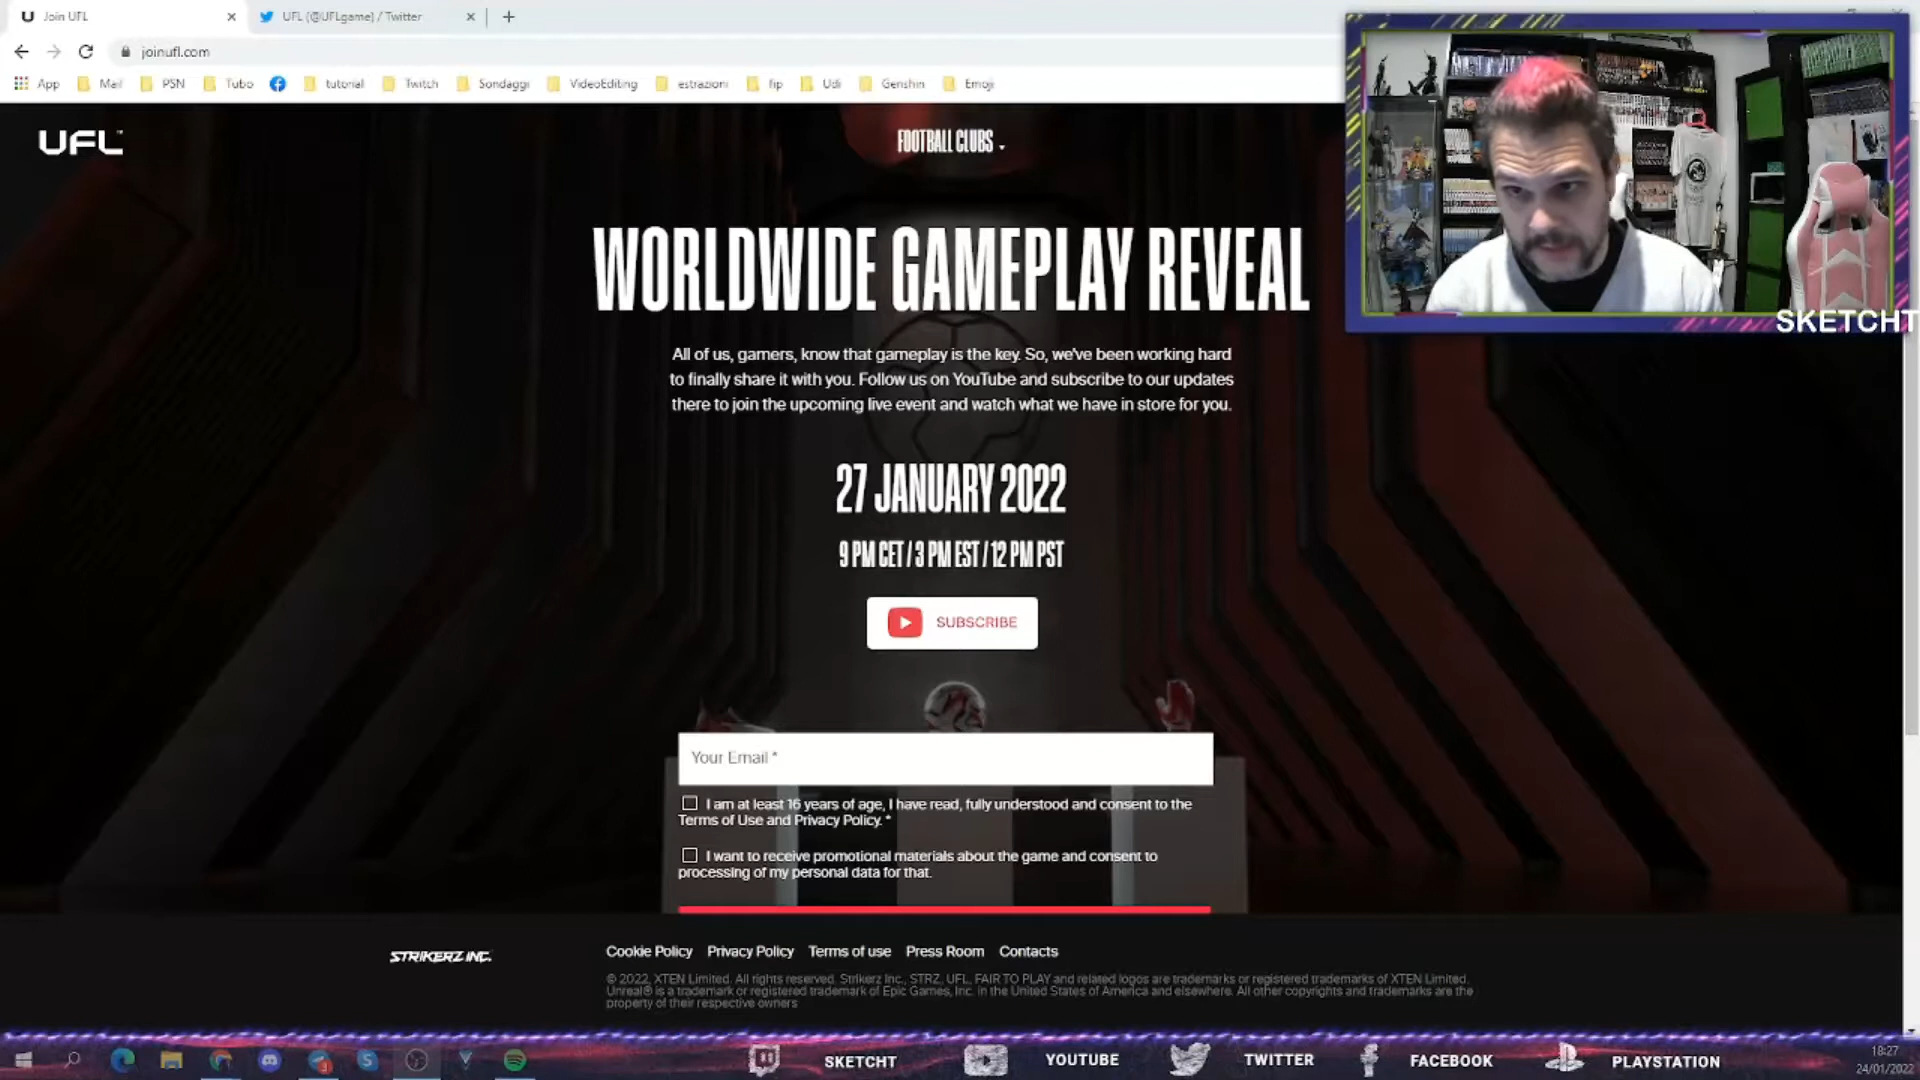 Join UFL
UFL (@UFLgame) / Twitter
joinufl.com
App Mail PSN Tubo tutorial Twitch Sondaggi VideoEditing estrazioni fip Udi Genshin Emoji
UFL
FOOTBALL CLUBS
WORLDWIDE GAMEPLAY REVEAL
All of us, gamers, know that gameplay is the key. So, we've been working hard
to finally share it with you. Follow us on YouTube and subscribe to our updates
there to join the upcoming live event and watch what we have in store for you.
27 JANUARY 2022
9 PM CET / 3 PM EST / 12 PM PST
SUBSCRIBE
Your Email *
I am at least 16 years of age, I have read, fully understood and consent to the
Terms of Use and Privacy Policy. *
I want to receive promotional materials about the game and consent to
processing of my personal data for that.
SKETCHT
STRIKERZ INC.
Cookie Policy Privacy Policy Terms of use Press Room Contacts
© 2022, XTEN Limited. All rights reserved. Strikerz Inc., STRZ, UFL, FAIR TO PLAY and related logos are trademarks or registered trademarks of XTEN Limited.
Unreal® is a trademark or registered trademark of Epic Games, Inc. in the United States of America and elsewhere. All other copyrights and trademarks are the
property of their respective owners
SKETCHT YOUTUBE TWITTER FACEBOOK PLAYSTATION
18:27
24/01/2022